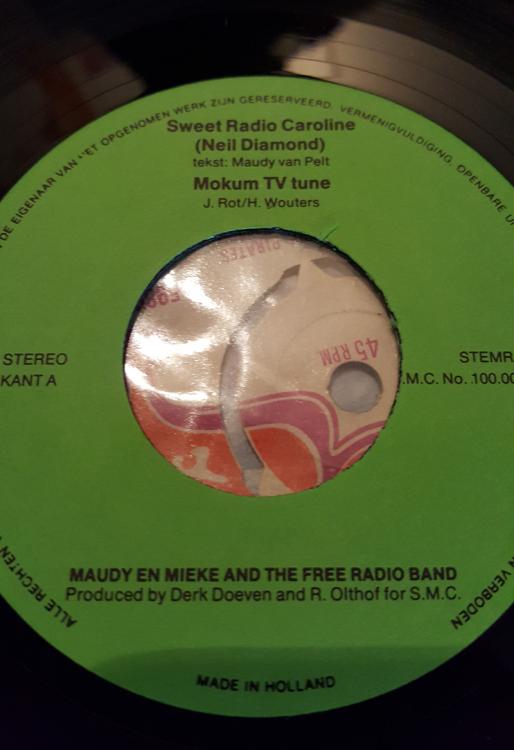 DE EIGENAAR VAN HET OPGENOMEN WERK ZIJN GERESERVEERD. VERMENIGVULDIGING, OPENBARE
Sweet Radio Caroline
(Neil Diamond)
tekst: Maudy van Pelt
Mokum TV tune
J. Rot/H. Wouters
PIRATES
45 RPM
STEREO
KANT A
STEMRA
.M.C. No. 100.00
MAUDY EN MIEKE AND THE FREE RADIO BAND
Produced by Derk Doeven and R. Olthof for S.M.C.
ALLE RECHTEN
VERBODEN
MADE IN HOLLAND